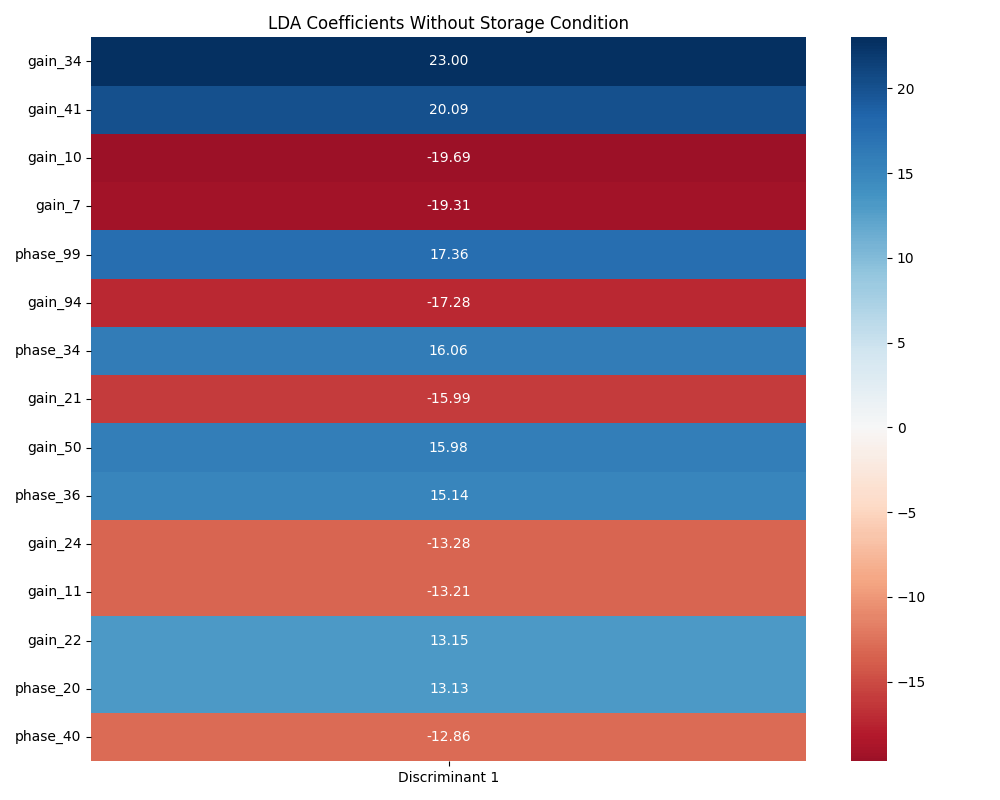 LDA Coefficients Without Storage Condition
gain_34 23.00
gain_41 20.09
gain_10 -19.69
gain_7 -19.31
phase_99 17.36
gain_94 -17.28
phase_34 16.06
gain_21 -15.99
gain_50 15.98
phase_36 15.14
gain_24 -13.28
gain_11 -13.21
gain_22 13.15
phase_20 13.13
phase_40 -12.86
Discriminant 1
20
15
10
5
0
−5
−10
−15